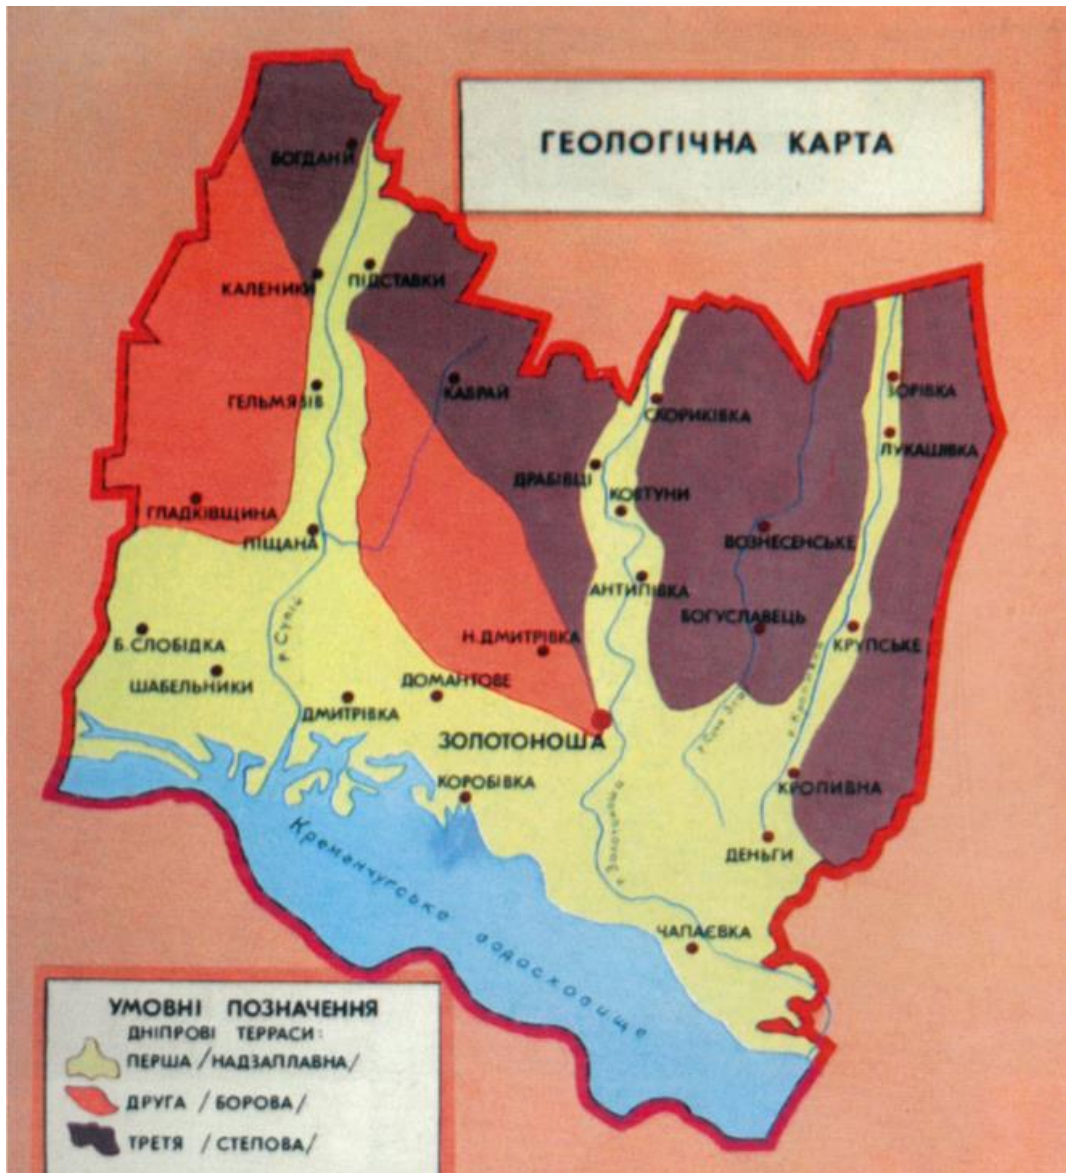 ГЕОЛОГІЧНА КАРТА
БОГДАНИ
КАЛЕНИКИ
ПІДСТАВКИ
ГЕЛЬМЯЗІВ
КАВРАЙ
СКОРИКІВКА
ЗОРІВКА
ЛУКАШІВКА
ДРАБІВЦІ
КОВТУНИ
ГЛАДКІВЩИНА
ПІЩАНА
ВОЗНЕСЕНСЬКЕ
АНТИПІВКА
БОГУСЛАВЕЦЬ
р. Супій
Н. ДМИТРІВКА
КРУПСЬКЕ
Б. СЛОБІДКА
ШАБЕЛЬНИКИ
ДМИТРІВКА
ДОМАНТОВЕ
ЗОЛОТОНОША
КОРОБІВКА
КРОПИВНА
р. Золотоноша
ДЕНЬГИ
Кременчугське водосховище
ЧАПАЄВКА
УМОВНІ ПОЗНАЧЕННЯ
ДНІПРОВІ ТЕРРАСИ:
ПЕРША /НАДЗАПЛАВНА/
ДРУГА /БОРОВА/
ТРЕТЯ /СТЕПОВА/